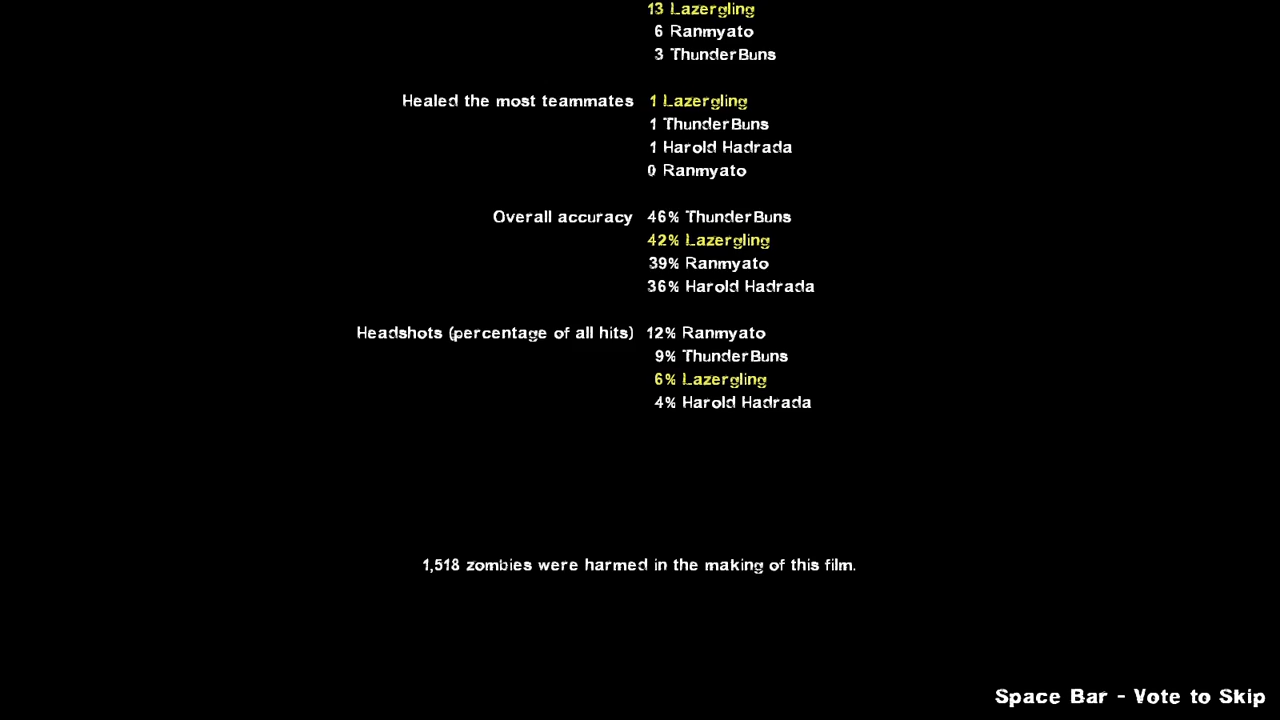 13 Lazergling
6 Ranmyato
3 ThunderBuns
Healed the most teammates 1 Lazergling
1 ThunderBuns
1 Harold Hadrada
0 Ranmyato
Overall accuracy 46% ThunderBuns
42% Lazergling
39% Ranmyato
36% Harold Hadrada
Headshots (percentage of all hits) 12% Ranmyato
9% ThunderBuns
6% Lazergling
4% Harold Hadrada
1,518 zombies were harmed in the making of this film.
Space Bar - Vote to Skip